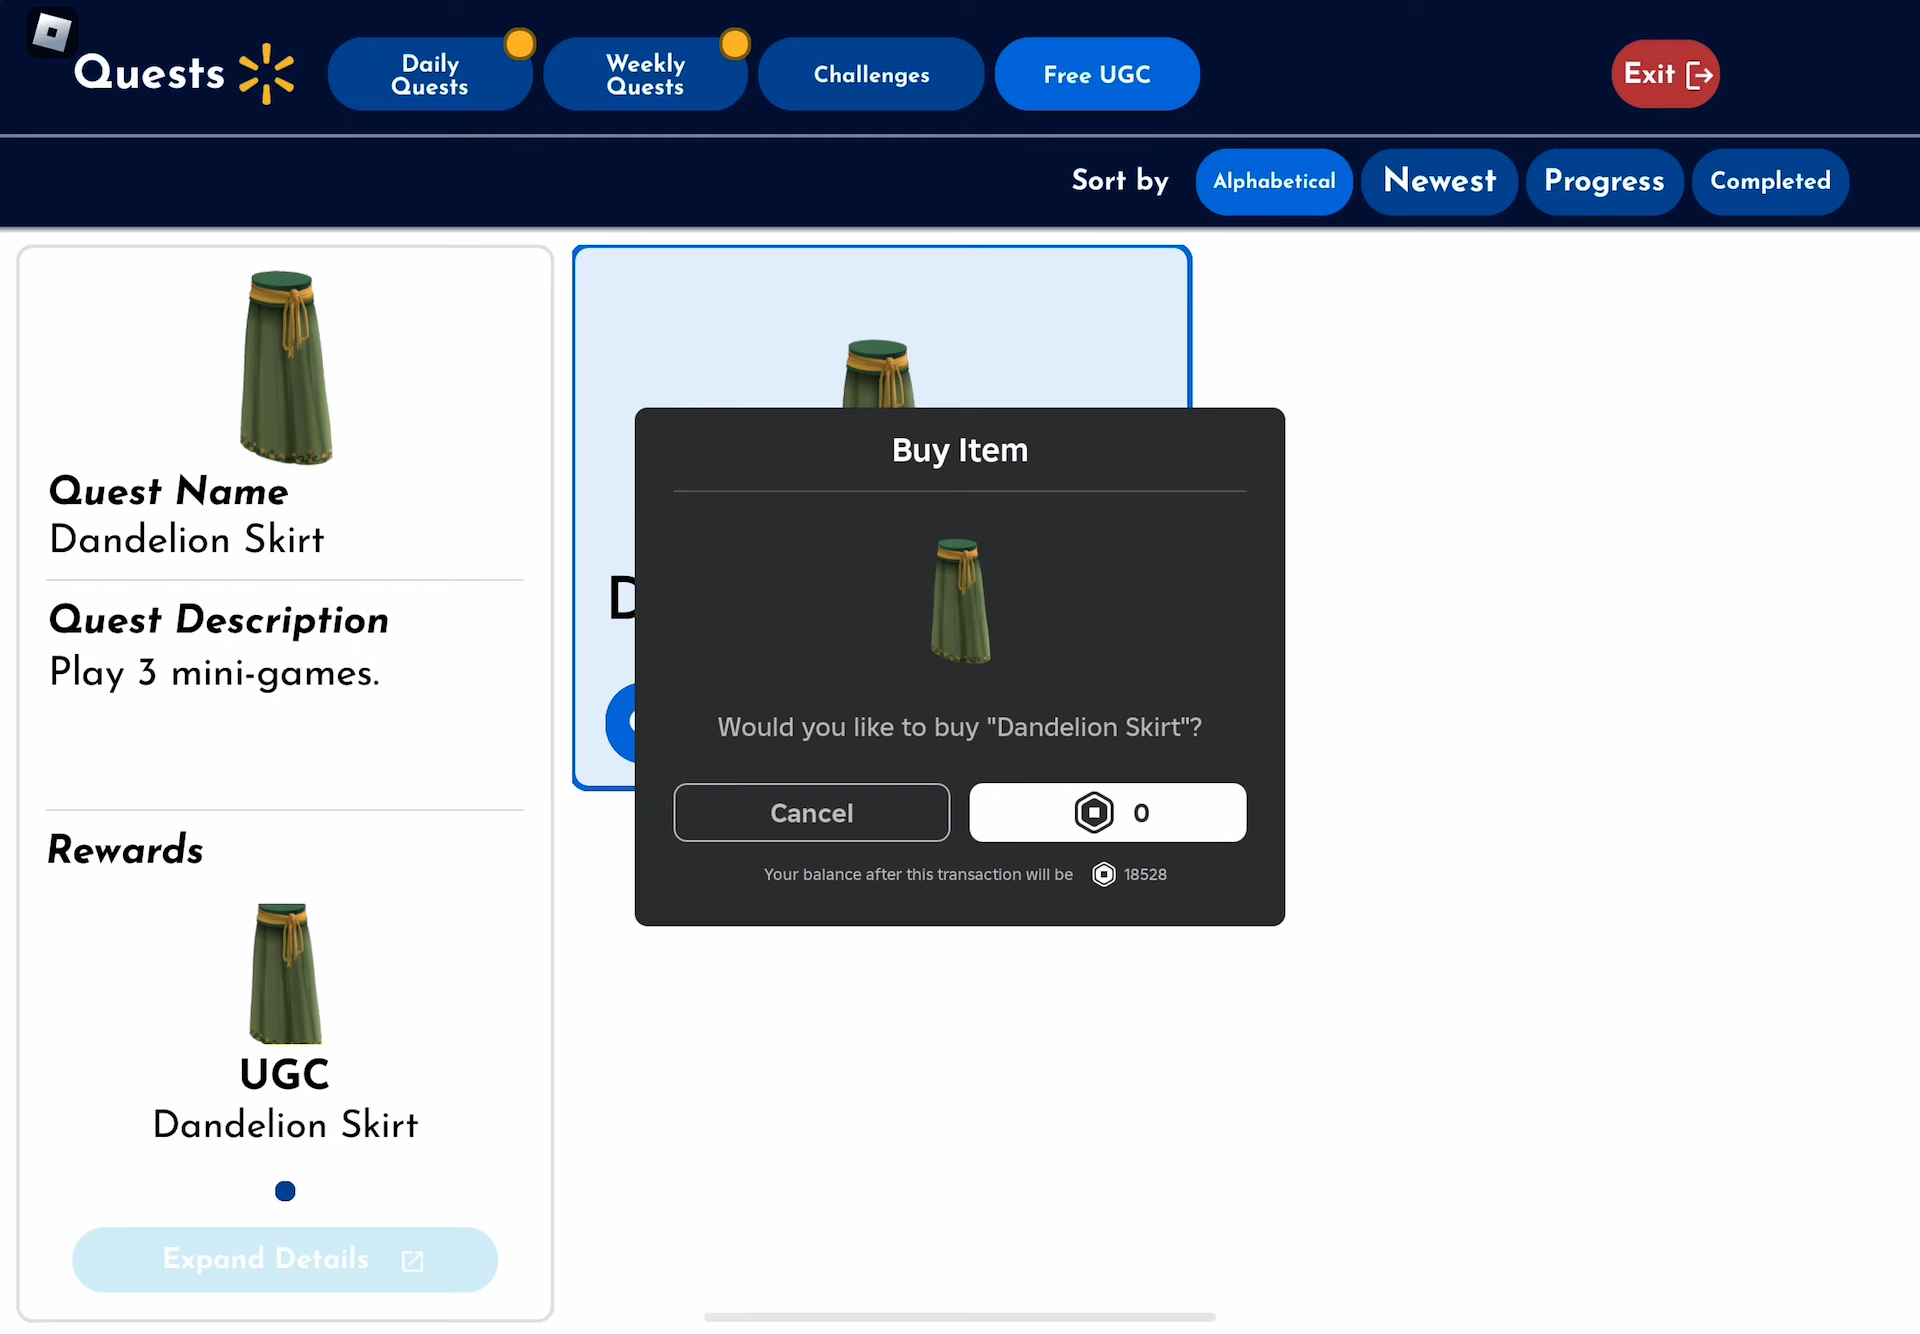 Quests
Daily
Quests
Weekly
Quests
Challenges
Free UGC
Exit
Sort by
Alphabetical
Newest
Progress
Completed
Quest Name
Dandelion Skirt
Quest Description
Play 3 mini-games.
Rewards
UGC
Dandelion Skirt
Expand Details
D
Buy Item
Would you like to buy "Dandelion Skirt"?
Cancel
0
Your balance after this transaction will be 18528